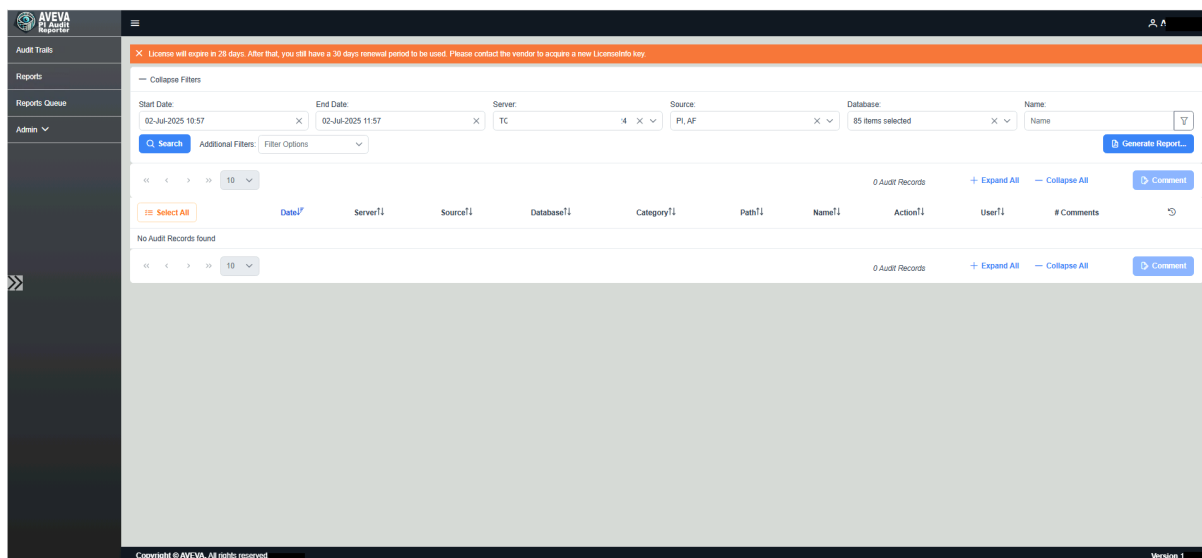 AVEVA
PI Audit
Reporter
Audit Trails
Reports
Reports Queue
Admin
License will expire in 28 days. After that, you still have a 30 days renewal period to be used. Please contact the vendor to acquire a new LicenseInfo key.
Collapse Filters
Start Date: End Date: Server: Source: Database: Name:
02-Jul-2025 10:57 02-Jul-2025 11:57 TC :4 PI, AF 85 items selected Name
Search Additional Filters: Filter Options Generate Report...
10 0 Audit Records + Expand All — Collapse All Comment
Select All Date Server Source Database Category Path Name Action User # Comments
No Audit Records found
10 0 Audit Records + Expand All — Collapse All Comment
Copyright © AVEVA. All rights reserved Version 1